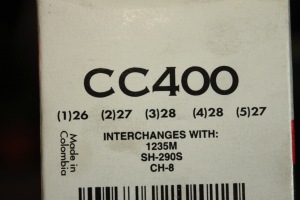 CC400
(1)26 (2)27 (3)28 (4)28 (5)27
Made in
Colombia
INTERCHANGES WITH:
1235M
SH-290S
CH-8